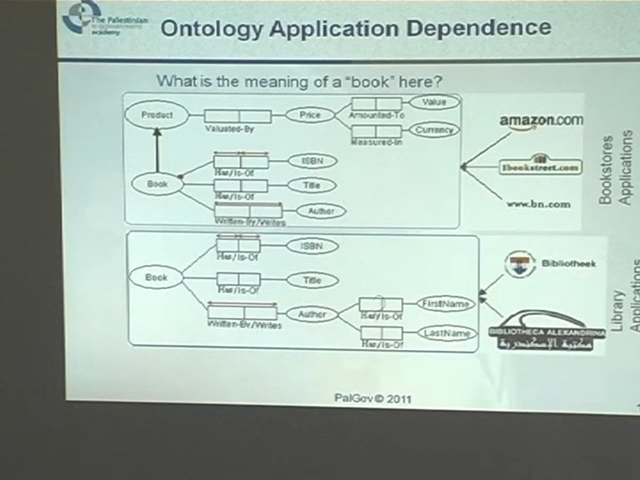 The Palestinian
academy
Ontology Application Dependence
What is the meaning of a "book" here?
Product
Valuated-By
Price
Value
Amounted-To
Currency
Measured-In
Book
ISBN
Has/Is-Of
Title
Has/Is-Of
Author
Written-By/Writes
amazon.com
1bookstreet.com
www.bn.com
Bookstores
Applications
Book
ISBN
Has/Is-Of
Title
Has/Is-Of
Author
Written-By/Writes
FirstName
Has/Is-Of
LastName
Has/Is-Of
Bibliotheek
BIBLIOTHECA ALEXANDRINA
مكتبة الإسكندرية
Library
Applications
PalGov © 2011